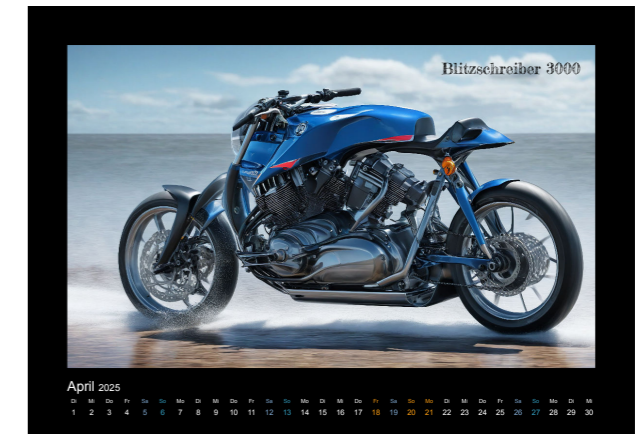 Blitzschreiber 3000
April 2025
Di Mi Do Fr Sa So Mo Di Mi Do Fr Sa So Mo Di Mi Do Fr Sa So Mo Di Mi Do Fr Sa So Mo Di Mi
1 2 3 4 5 6 7 8 9 10 11 12 13 14 15 16 17 18 19 20 21 22 23 24 25 26 27 28 29 30